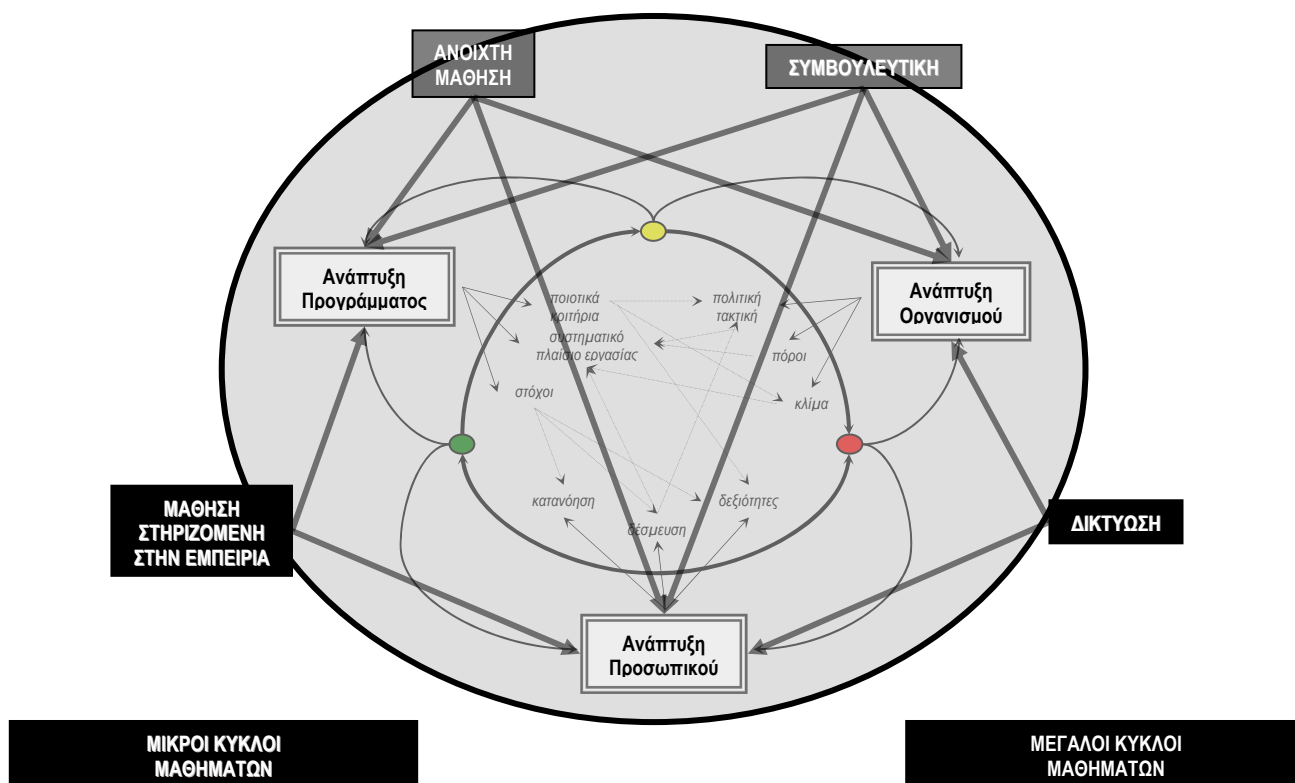 ΑΝΟΙΧΤΗ
ΜΑΘΗΣΗ
ΣΥΜΒΟΥΛΕΥΤΙΚΗ
Ανάπτυξη
Προγράμματος
Ανάπτυξη
Οργανισμού
ποιοτικά
κριτήρια
πολιτική
τακτική
συστηματικό
πλαίσιο εργασίας
πόροι
στόχοι
κλίμα
κατανόηση
δεξιότητες
δέσμευση
ΜΑΘΗΣΗ
ΣΤΗΡΙΖΟΜΕΝΗ
ΣΤΗΝ ΕΜΠΕΙΡΙΑ
ΔΙΚΤΥΩΣΗ
Ανάπτυξη
Προσωπικού
ΜΙΚΡΟΙ ΚΥΚΛΟΙ
ΜΑΘΗΜΑΤΩΝ
ΜΕΓΑΛΟΙ ΚΥΚΛΟΙ
ΜΑΘΗΜΑΤΩΝ